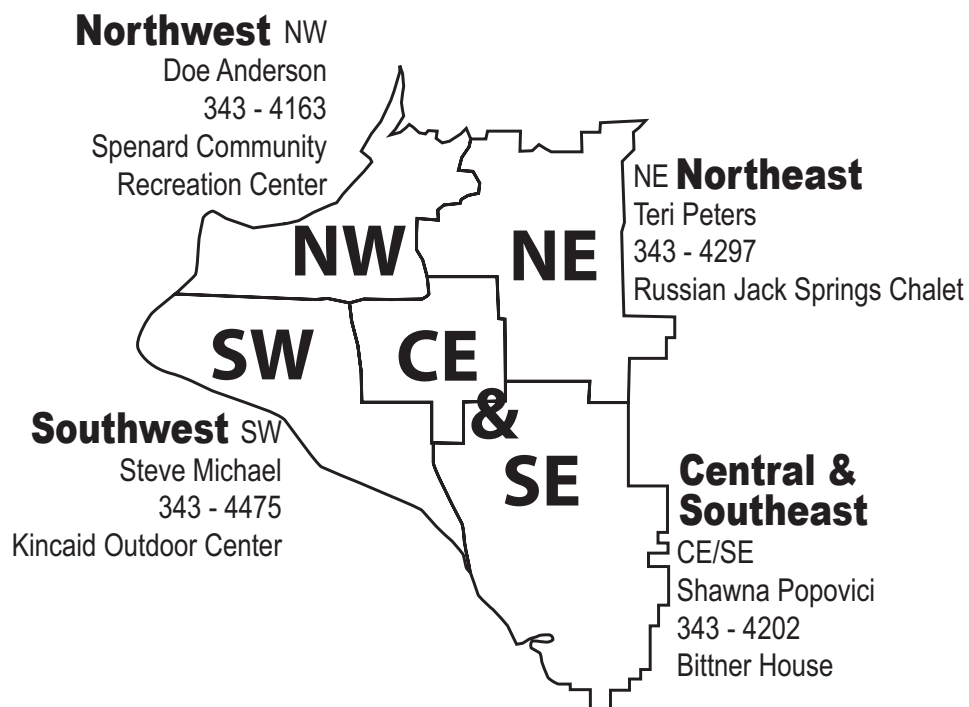 Northwest NW
Doe Anderson
343 - 4163
Spenard Community
Recreation Center
NE Northeast
Teri Peters
343 - 4297
Russian Jack Springs Chalet
NW
NE
SW
CE
&
SE
Southwest SW
Steve Michael
343 - 4475
Kincaid Outdoor Center
Central &
Southeast
CE/SE
Shawna Popovici
343 - 4202
Bittner House